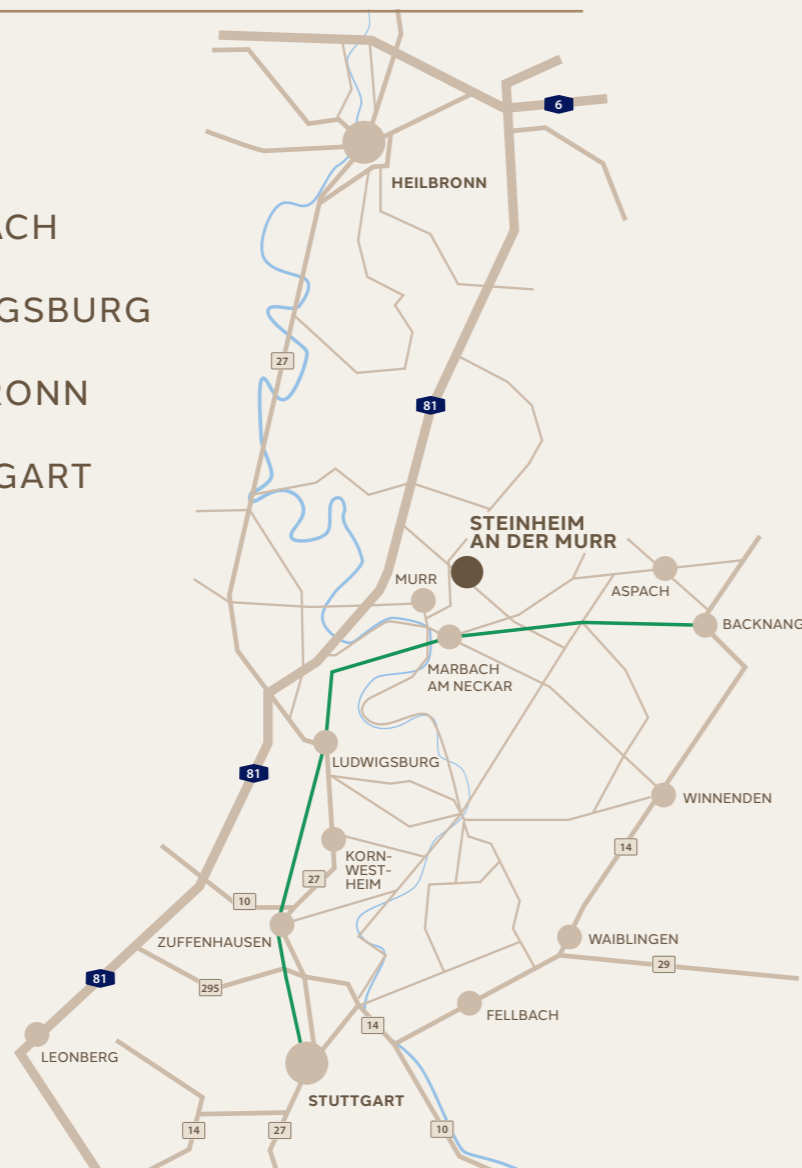 6
HEILBRONN
ACH
GSBURG
27
RONN
81
GART
STEINHEIM
AN DER MURR
MURR
ASPACH
BACKNANG
MARBACH
AM NECKAR
LUDWIGSBURG
81
WINNENDEN
14
KORN-
WEST-
HEIM
27
10
ZUFFENHAUSEN
WAIBLINGEN
29
81
295
FELLBACH
14
LEONBERG
STUTTGART
14
27
10